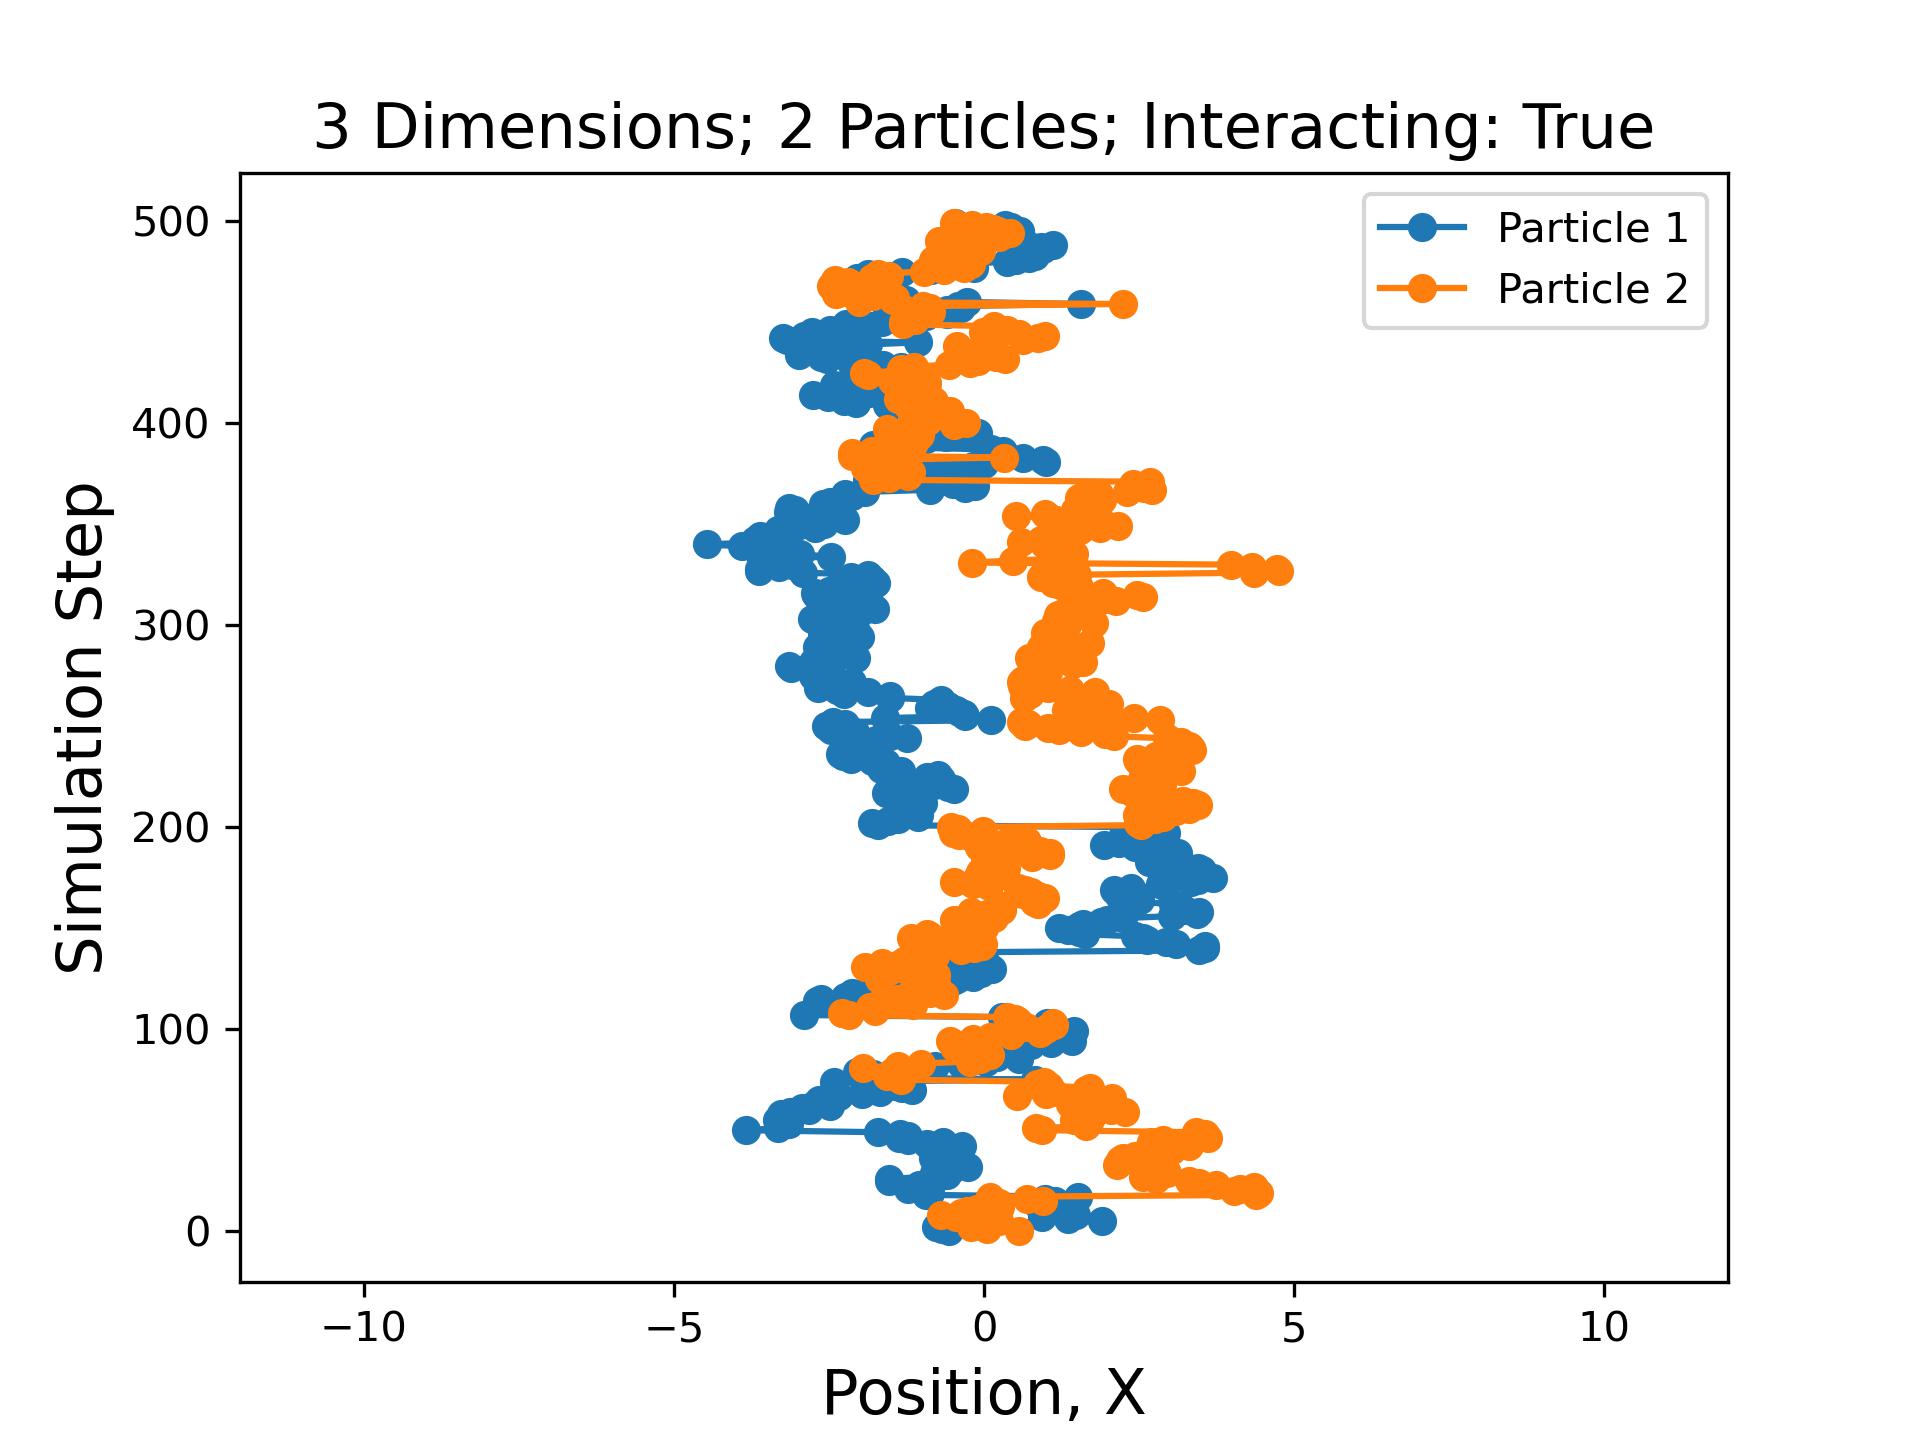 3 Dimensions; 2 Particles; Interacting: True
Particle 1
Particle 2
500
400
300
200
100
0
Simulation Step
−10
−5
0
5
10
Position, X